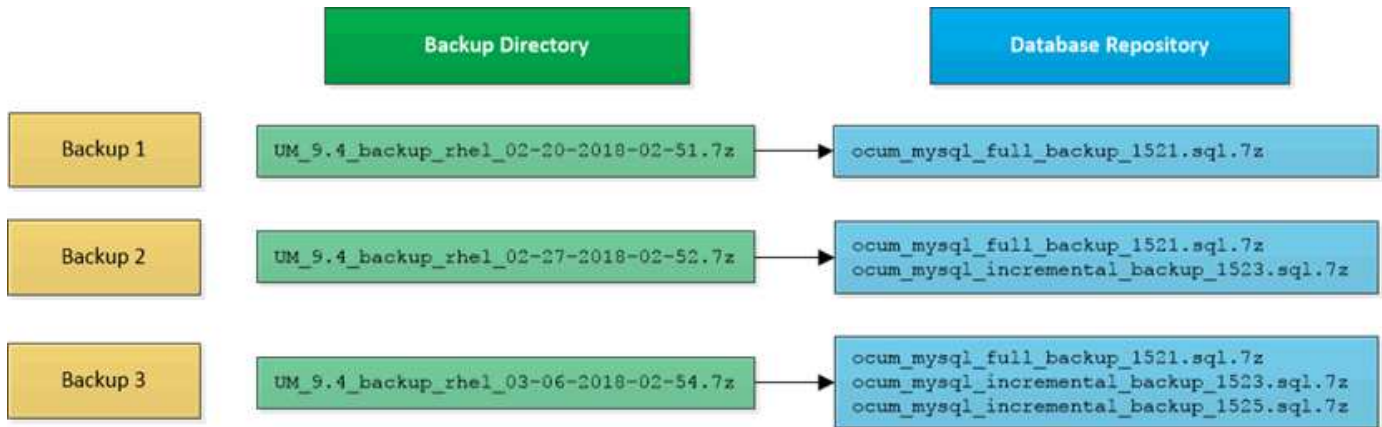 Backup Directory
Database Repository
Backup 1
UM_9.4_backup_rhel_02-20-2018-02-51.7z
ocum_mysql_full_backup_1521.sql.7z
Backup 2
UM_9.4_backup_rhel_02-27-2018-02-52.7z
ocum_mysql_full_backup_1521.sql.7z
ocum_mysql_incremental_backup_1523.sql.7z
Backup 3
UM_9.4_backup_rhel_03-06-2018-02-54.7z
ocum_mysql_full_backup_1521.sql.7z
ocum_mysql_incremental_backup_1523.sql.7z
ocum_mysql_incremental_backup_1525.sql.7z